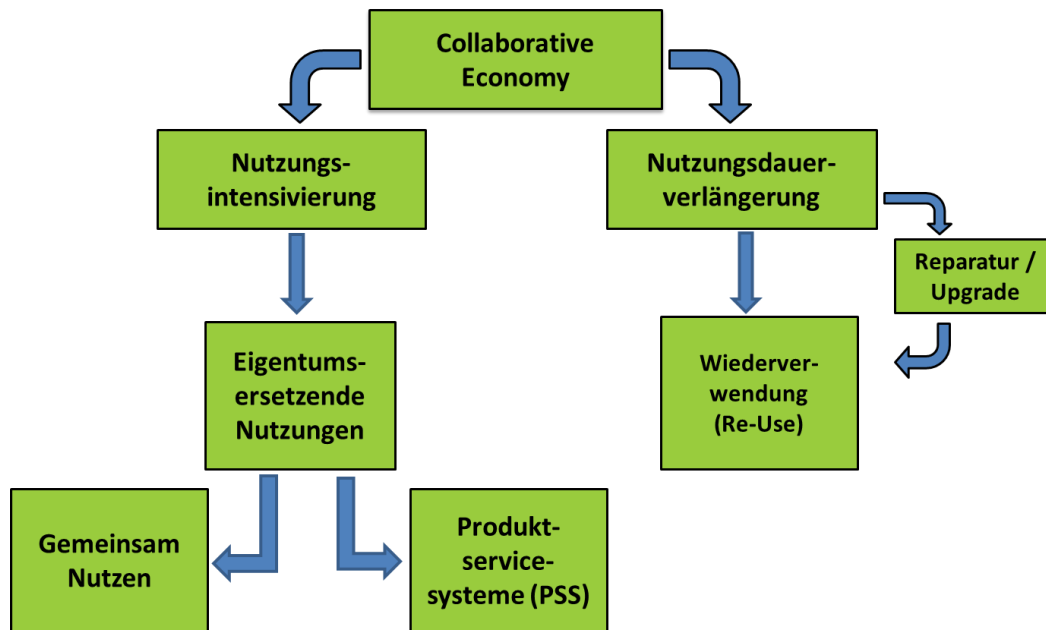 Collaborative
Economy
Nutzungs-
intensivierung
Nutzungsdauer-
verlängerung
Reparatur /
Upgrade
Eigentums-
ersetzende
Nutzungen
Wiederver-
wendung
(Re-Use)
Gemeinsam
Nutzen
Produkt-
service-
systeme (PSS)